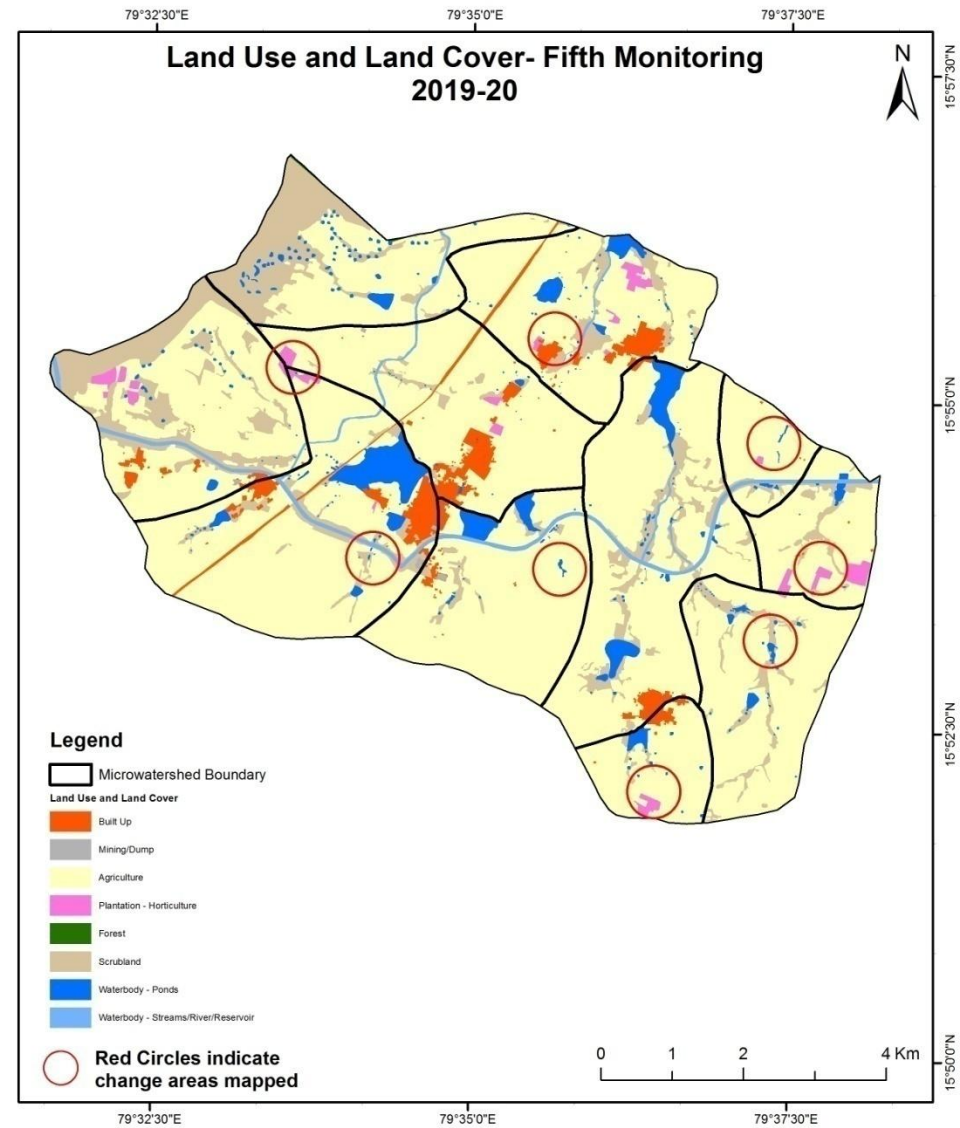 79°32'30"E 79°35'0"E 79°37'30"E
Land Use and Land Cover- Fifth Monitoring
2019-20
N
15°57'30"N
15°55'0"N
15°52'30"N
15°50'0"N
Legend
Microwatershed Boundary
Land Use and Land Cover
Built Up
Mining/Dump
Agriculture
Plantation - Horticulture
Forest
Scrubland
Waterbody - Ponds
Waterbody - Streams/River/Reservoir
Red Circles indicate
change areas mapped
0 1 2 4 Km
79°32'30"E 79°35'0"E 79°37'30"E